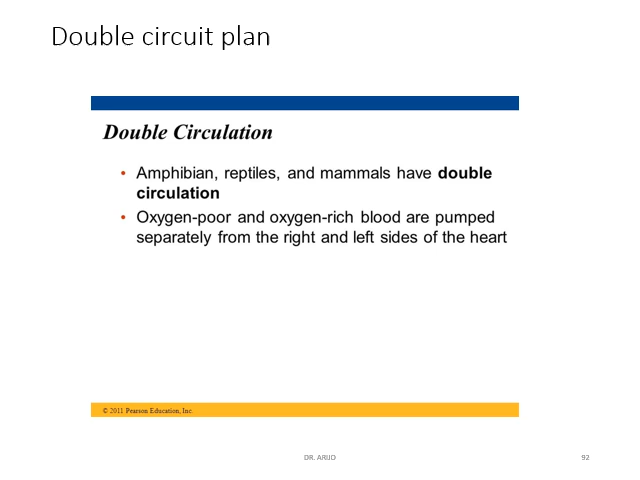 Double circuit plan
Double Circulation
• Amphibian, reptiles, and mammals have double
circulation
• Oxygen-poor and oxygen-rich blood are pumped
separately from the right and left sides of the heart
© 2011 Pearson Education, Inc.
DR. ARIJO
92